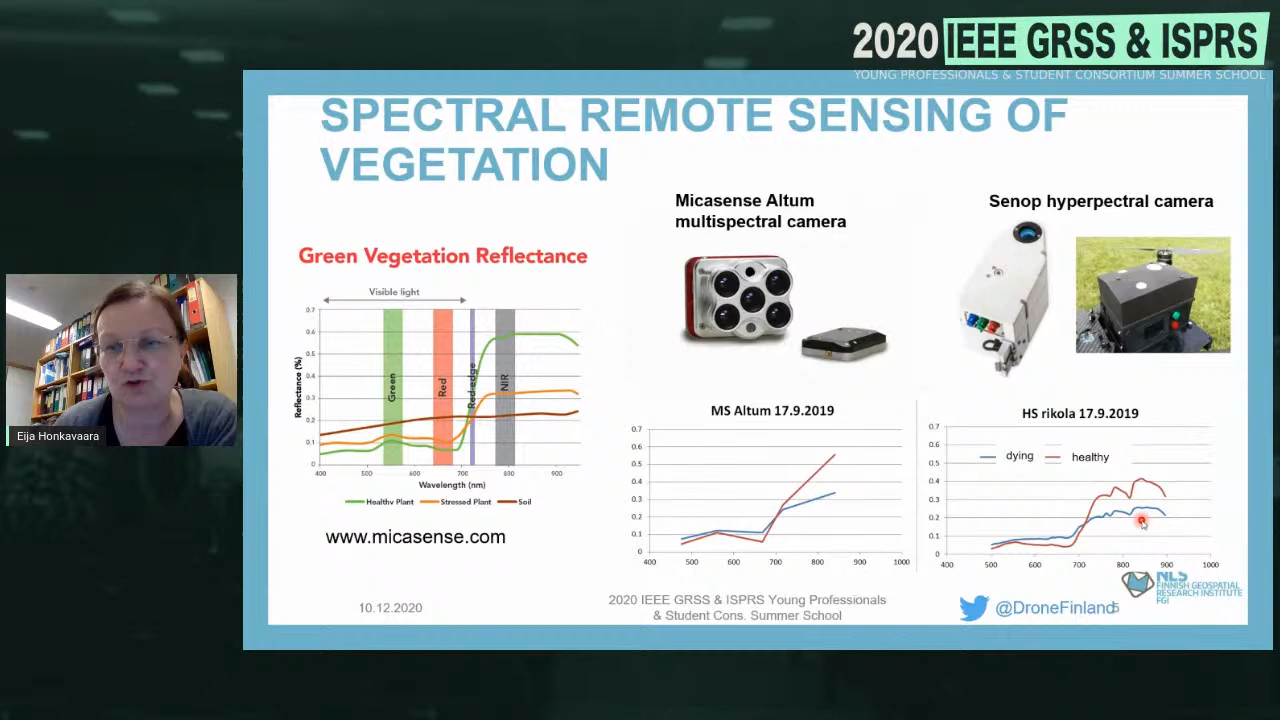 2020 IEEE GRSS & ISPRS
YOUNG PROFESSIONALS & STUDENT CONSORTIUM SUMMER SCHOOL
SPECTRAL REMOTE SENSING OF
VEGETATION
Micasense Altum
multispectral camera
Senop hyperpectral camera
Green Vegetation Reflectance
Visible light
0.7
0.6
0.5
0.4
0.3
0.2
0.1
0
Reflectance (%)
Green
Red
Red-edge
NIR
400
500
600
700
800
900
Wavelength (nm)
Healthy Plant
Stressed Plant
Soil
www.micasense.com
MS Altum 17.9.2019
0.7
0.6
0.5
0.4
0.3
0.2
0.1
0
400
500
600
700
800
900
1000
HS rikola 17.9.2019
dying
healthy
0.7
0.6
0.5
0.4
0.3
0.2
0.1
0
400
500
600
700
800
900
1000
Eija Honkavaara
10.12.2020
2020 IEEE GRSS & ISPRS Young Professionals
& Student Cons. Summer School
@DroneFinland
5
NLS
FINNISH GEOSPATIAL
RESEARCH INSTITUTE
FGI